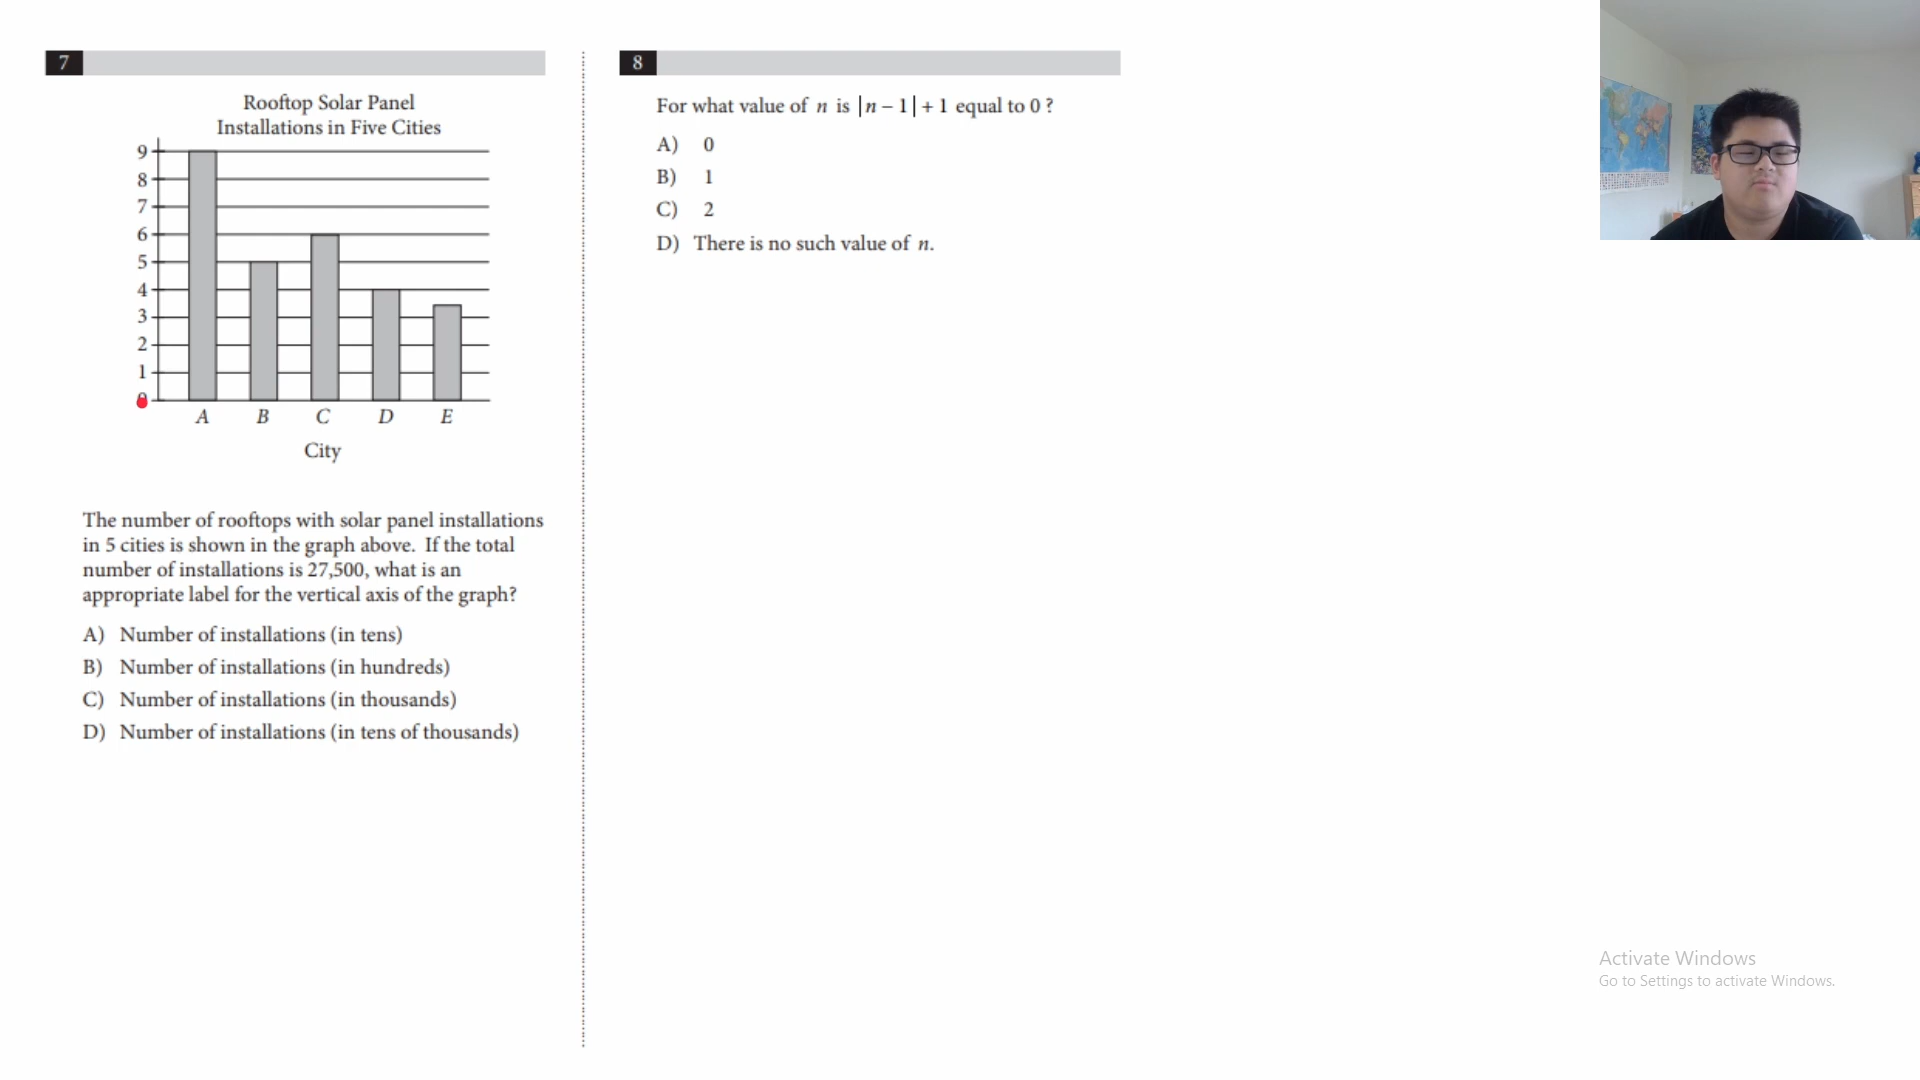 7
Rooftop Solar Panel
Installations in Five Cities
9
8
7
6
5
4
3
2
1
A B C D E
City
The number of rooftops with solar panel installations
in 5 cities is shown in the graph above. If the total
number of installations is 27,500, what is an
appropriate label for the vertical axis of the graph?
A) Number of installations (in tens)
B) Number of installations (in hundreds)
C) Number of installations (in thousands)
D) Number of installations (in tens of thousands)
8
For what value of n is |n − 1| + 1 equal to 0 ?
A) 0
B) 1
C) 2
D) There is no such value of n.
Activate Windows
Go to Settings to activate Windows.